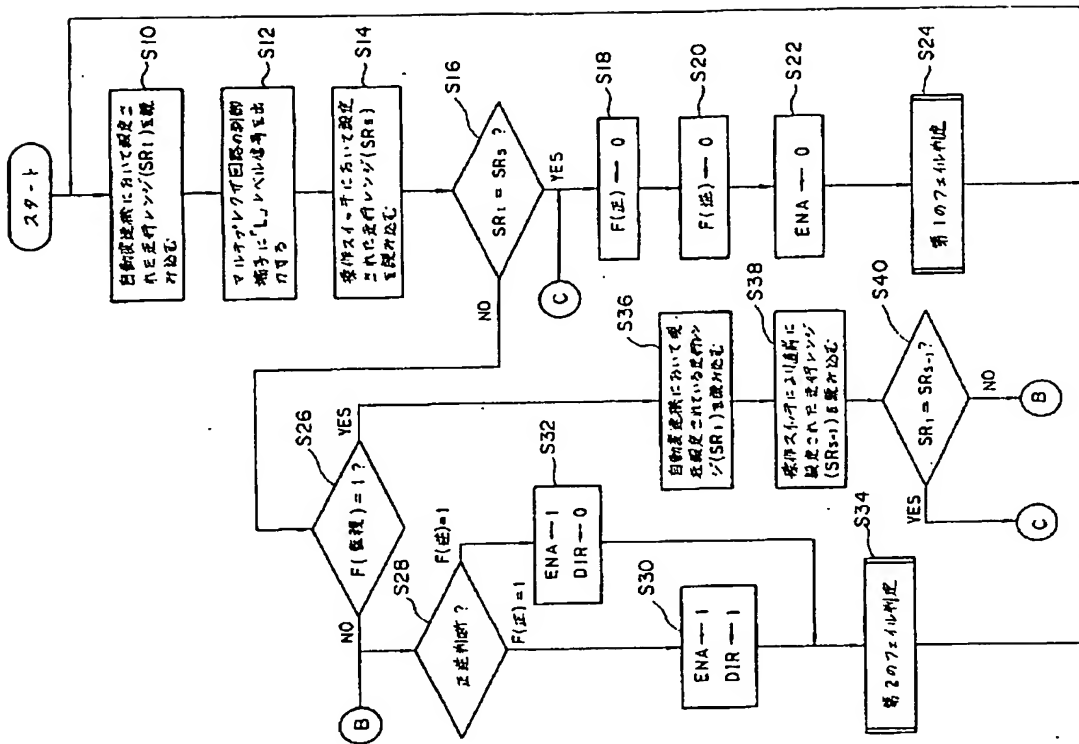 スタート
S10
自動変速機において設定こ
れた走行レンジ(SR1)を読
み込む
S12
マルチプレクサ回路の制御
端子に「L」レベル信号を出
力する
S14
操作スイッチにおいて設定
された走行レンジ(SRs)
を読み込む
S16
SR1 = SRs ?
NO
YES
C
S18
F(正) — 0
S20
F(逆) — 0
S22
ENA — 0
S24
第1のフェイル判定
S26
F(監視) = 1 ?
NO
YES
B
S28
正逆判断?
F(逆)=1
F(正)=1
S32
ENA — 1
DIR — 0
S30
ENA — 1
DIR — 1
S34
第2のフェイル判定
S36
自動変速機において現
在設定されている走行レン
ジ(SR1)を読み込む
S38
操作スイッチにより直前に
設定された走行レンジ
(SRs-1)を読み込む
S40
SR1 = SRs-1?
YES
NO
C
B